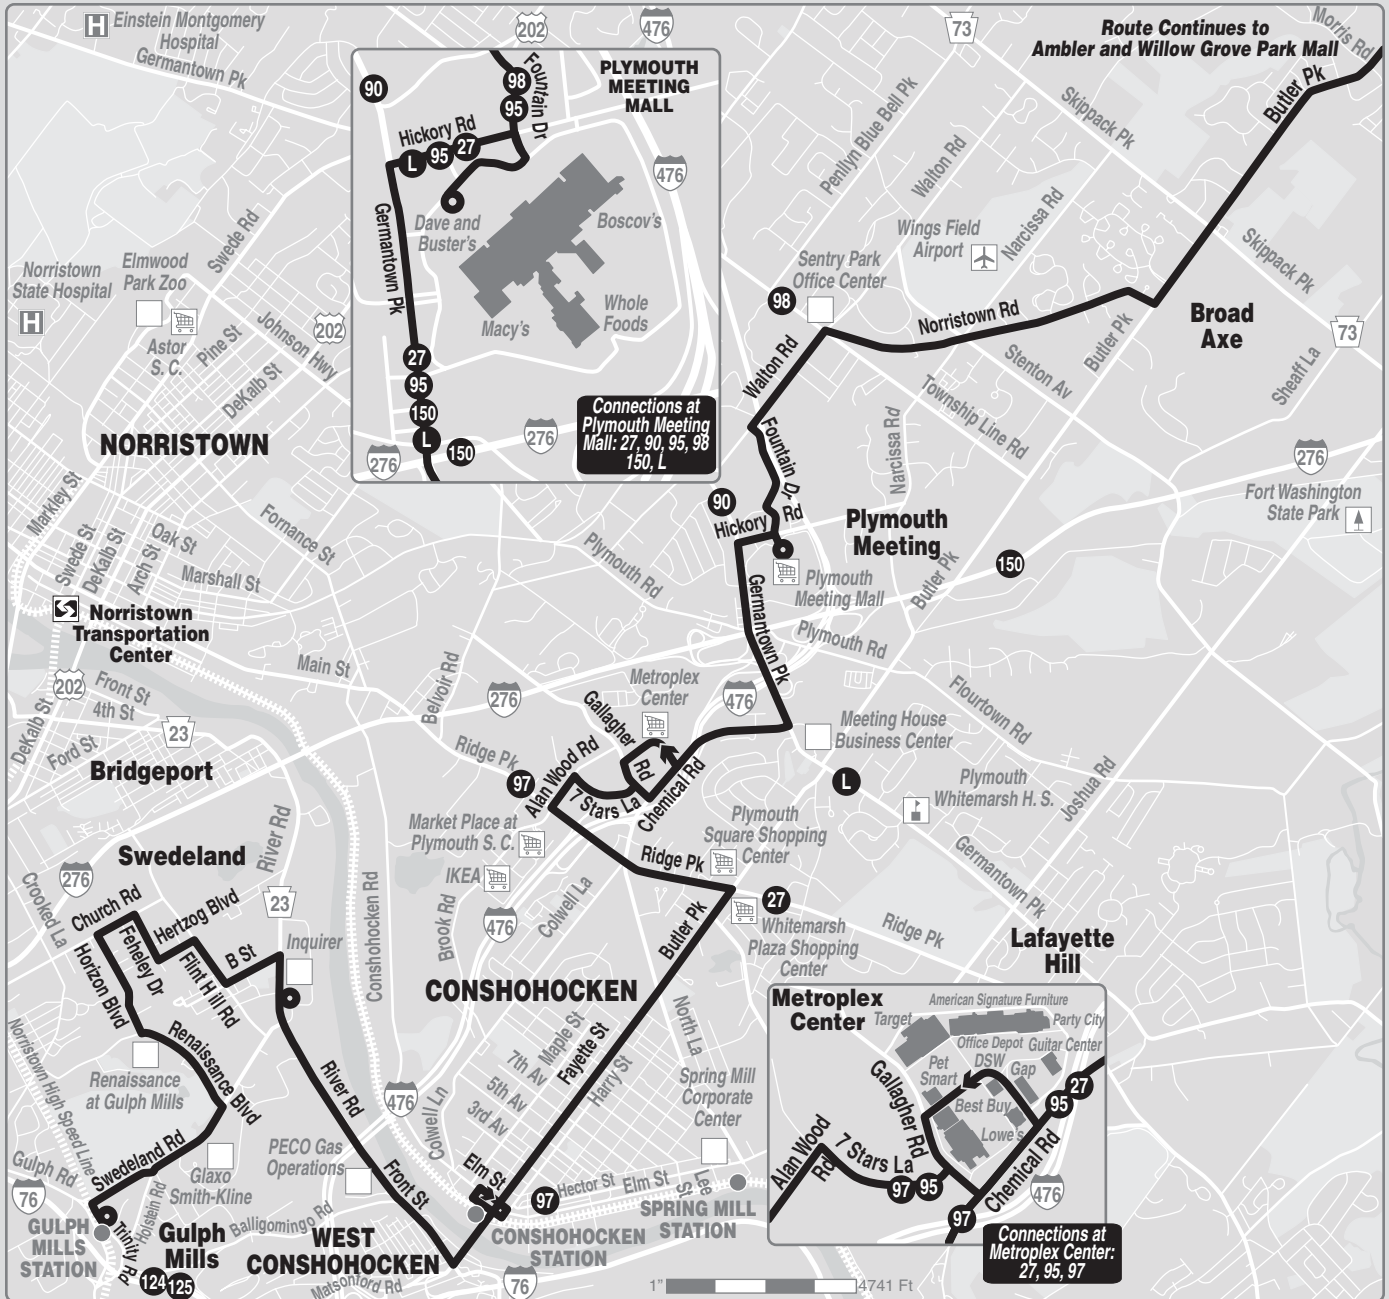 Einstein Montgomery
Hospital
Germantown Pk
202
476
73
Route Continues to
Ambler and Willow Grove Park Mall
Morris Rd
Butler Pk
Skippack Pk
Penllyn Blue Bell Pk
Walton Rd
Narcissa Rd
Wings Field
Airport
Skippack Pk
PLYMOUTH
MEETING
MALL
90
98
95
Fountain Dr
Hickory Rd
L
95
27
476
Germantown Pk
Dave and
Buster's
Boscov's
Macy's
Whole
Foods
27
95
150
L
150
276
276
Connections at
Plymouth Meeting
Mall: 27, 90, 95, 98
150, L
Norristown
State Hospital
H
H
Elmwood
Park Zoo
Swede Rd
Astor
S. C.
Pine St
Johnson Hwy
202
DeKalb St
NORRISTOWN
Markley St
Swede St
DeKalb St
Arch St
Oak St
Marshall St
Fornance St
Norristown
Transportation
Center
Main St
202
Front St
4th St
DeKalb St
Ford St
23
Bridgeport
Sentry Park
Office Center
98
Norristown Rd
Walton Rd
Broad
Axe
73
Sheaff La
Butler Pk
Stenton Av
Township Line Rd
Narcissa Rd
Fountain Dr
276
Fort Washington
State Park
90
Hickory Rd
Plymouth
Meeting
Plymouth
Meeting Mall
Butler Pk
150
Plymouth Rd
Germantown Pk
Plymouth Rd
Belvoir Rd
276
Metroplex
Center
476
Gallagher
Rd
Meeting House
Business Center
Flourtown Rd
Ridge Pk
97
Alan Wood Rd
7 Stars La
Chemical Rd
L
Plymouth
Whitemarsh H. S.
Joshua Rd
Market Place at
Plymouth S. C.
Plymouth
Square Shopping
Center
Ridge Pk
IKEA
Germantown Pk
Swedeland
River Rd
276
Crooked La
23
Conshohocken Rd
Brook Rd
476
Colwell La
27
Whitemarsh
Plaza Shopping
Center
Ridge Pk
Butler Pk
Lafayette
Hill
Church Rd
Hertzog Blvd
Feheley Dr
B St
Flint Hill Rd
Inquirer
Horizon Blvd
Renaissance Blvd
Renaissance
at Gulph Mills
Norristown High Speed Line
CONSHOHOCKEN
Maple St
7th Av
5th Av
3rd Av
Fayette St
Harry St
North La
Spring Mill
Corporate
Center
476
Colwell Ln
River Rd
PECO Gas
Operations
Glaxo
Smith-Kline
Swedeland Rd
Gulph Rd
76
Holstein Rd
Balligomingo Rd
Front St
Elm St
97
Hector St
Elm St
Lee St
SPRING MILL
STATION
CONSHOHOCKEN
STATION
GULPH
MILLS
STATION
Trinity Rd
Gulph
Mills
124
125
WEST
CONSHOHOCKEN
Matsonford Rd
76
1"
4741 Ft
Metroplex
Center
Target
American Signature Furniture
Party City
Office Depot
DSW
Guitar Center
Pet
Smart
Gap
Best Buy
Lowe's
Gallagher Rd
27
95
Alan Wood
Rd
7 Stars La
97
95
Chemical Rd
476
97
Connections at
Metroplex Center:
27, 95, 97